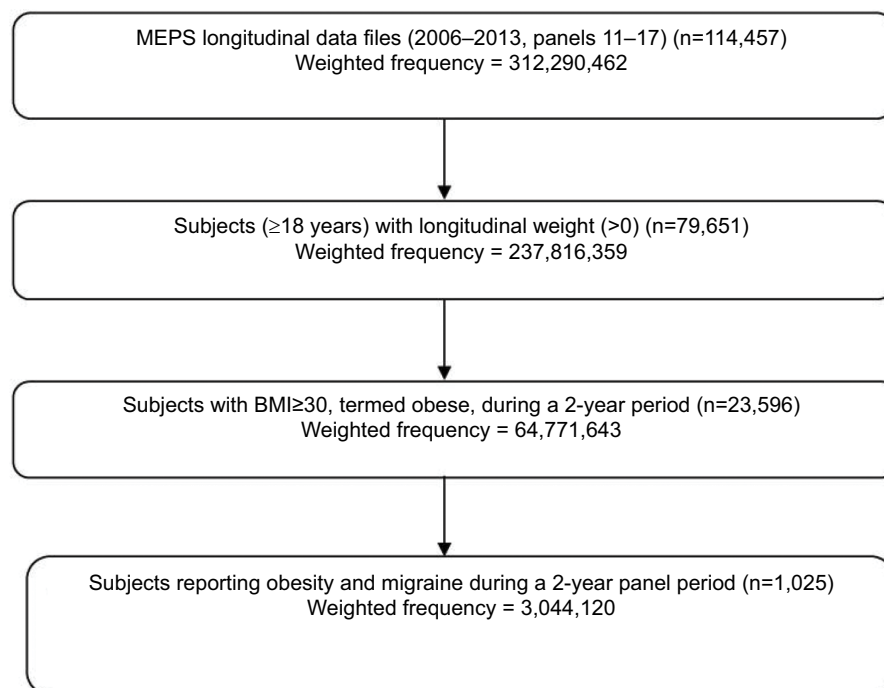 MEPS longitudinal data files (2006–2013, panels 11–17) (n=114,457)
Weighted frequency = 312,290,462
Subjects (≥18 years) with longitudinal weight (>0) (n=79,651)
Weighted frequency = 237,816,359
Subjects with BMI≥30, termed obese, during a 2-year period (n=23,596)
Weighted frequency = 64,771,643
Subjects reporting obesity and migraine during a 2-year panel period (n=1,025)
Weighted frequency = 3,044,120